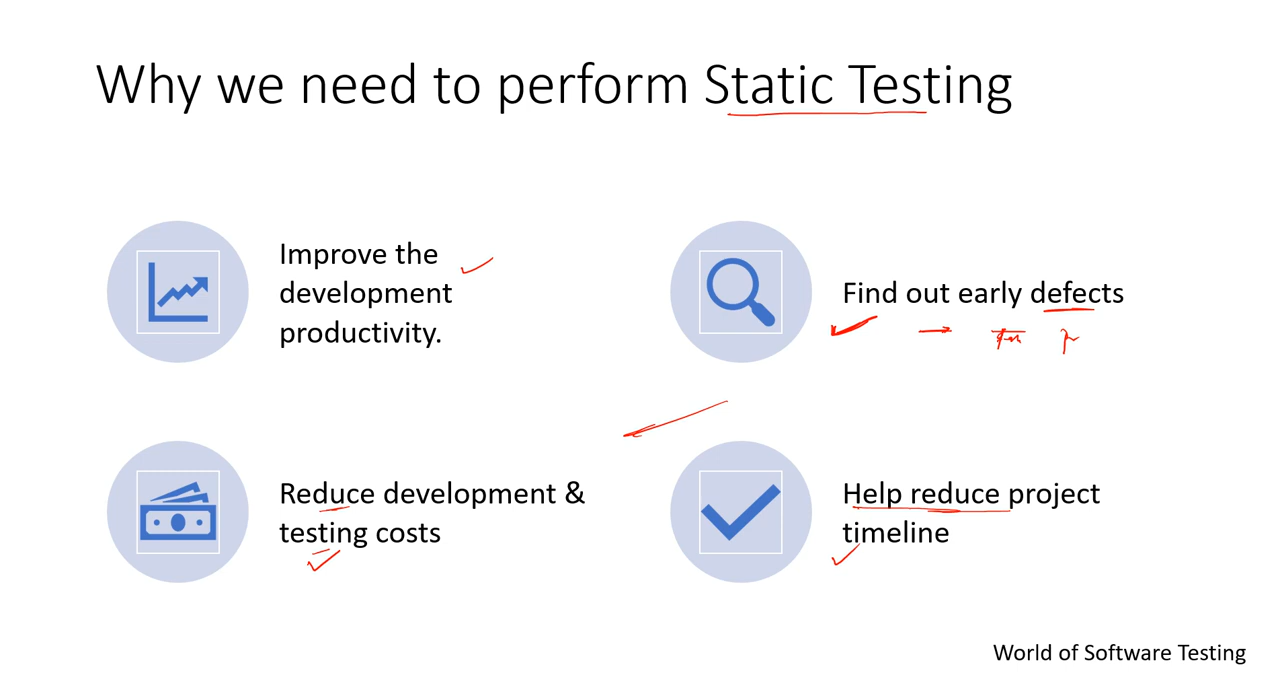 Why we need to perform Static Testing
Improve the
development
productivity.
Find out early defects
Reduce development &
testing costs
Help reduce project
timeline
World of Software Testing